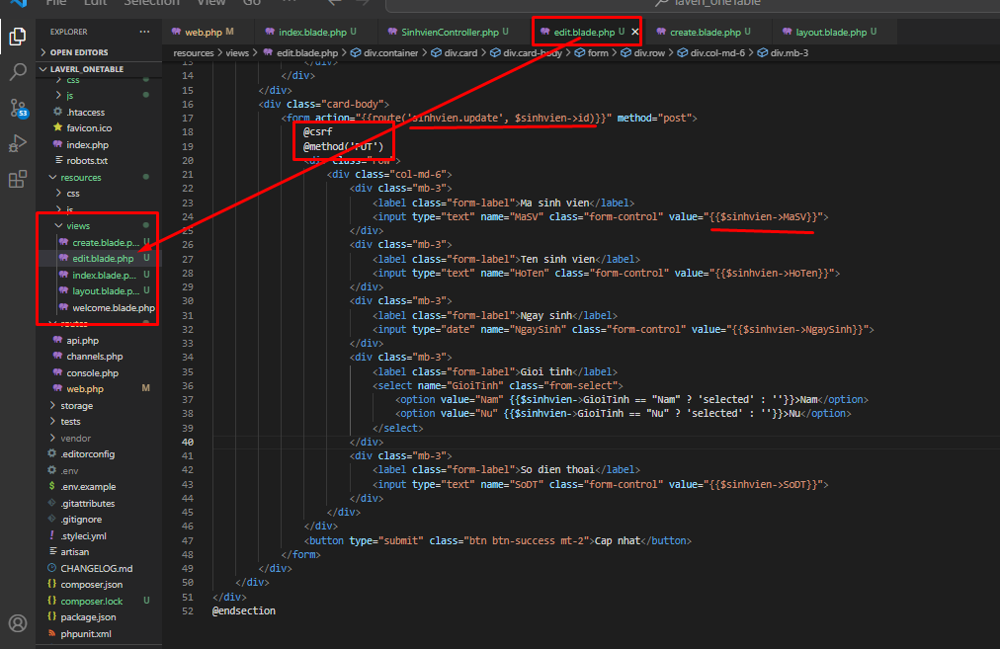 File Edit Selection View Go ··· laverl_oneTable
EXPLORER ···
OPEN EDITORS
LAVERL_ONETABLE
css
js
.htaccess
favicon.ico
index.php
robots.txt
resources
css
js
views
create.blade.p... U
edit.blade.php U
index.blade.p... U
layout.blade.p... U
welcome.blade.php
routes
api.php
channels.php
console.php
web.php M
storage
tests
vendor
.editorconfig
.env
$ .env.example
.gitattributes
.gitignore
! .styleci.yml
artisan
CHANGELOG.md
{} composer.json
{} composer.lock U
{} package.json
phpunit.xml
53
web.php M index.blade.php U SinhvienController.php U edit.blade.php U × create.blade.php U layout.blade.php U
resources > views > edit.blade.php > div.container > div.card > div.card-body > form > div.row > div.col-md-6 > div.mb-3
13 </div>
14 </div>
15 </div>
16 <div class="card-body">
17 <form action="{{route('sinhvien.update', $sinhvien->id)}}" method="post">
18 @csrf
19 @method('PUT')
20 <div class="row">
21 <div class="col-md-6">
22 <div class="mb-3">
23 <label class="form-label">Ma sinh vien</label>
24 <input type="text" name="MaSV" class="form-control" value="{{$sinhvien->MaSV}}">
25 </div>
26 <div class="mb-3">
27 <label class="form-label">Ten sinh vien</label>
28 <input type="text" name="HoTen" class="form-control" value="{{$sinhvien->HoTen}}">
29 </div>
30 <div class="mb-3">
31 <label class="form-label">Ngay sinh</label>
32 <input type="date" name="NgaySinh" class="form-control" value="{{$sinhvien->NgaySinh}}">
33 </div>
34 <div class="mb-3">
35 <label class="form-label">Gioi tinh</label>
36 <select name="GioiTinh" class="from-select">
37 <option value="Nam" {{$sinhvien->GioiTinh == "Nam" ? 'selected' : ''}}>Nam</option>
38 <option value="Nu" {{$sinhvien->GioiTinh == "Nu" ? 'selected' : ''}}>Nu</option>
39 </select>
40 </div>
41 <div class="mb-3">
42 <label class="form-label">So dien thoai</label>
43 <input type="text" name="SoDT" class="form-control" value="{{$sinhvien->SoDT}}">
44 </div>
45 </div>
46 </div>
47 <button type="submit" class="btn btn-success mt-2">Cap nhat</button>
48 </form>
49 </div>
50 </div>
51 </div>
52 @endsection